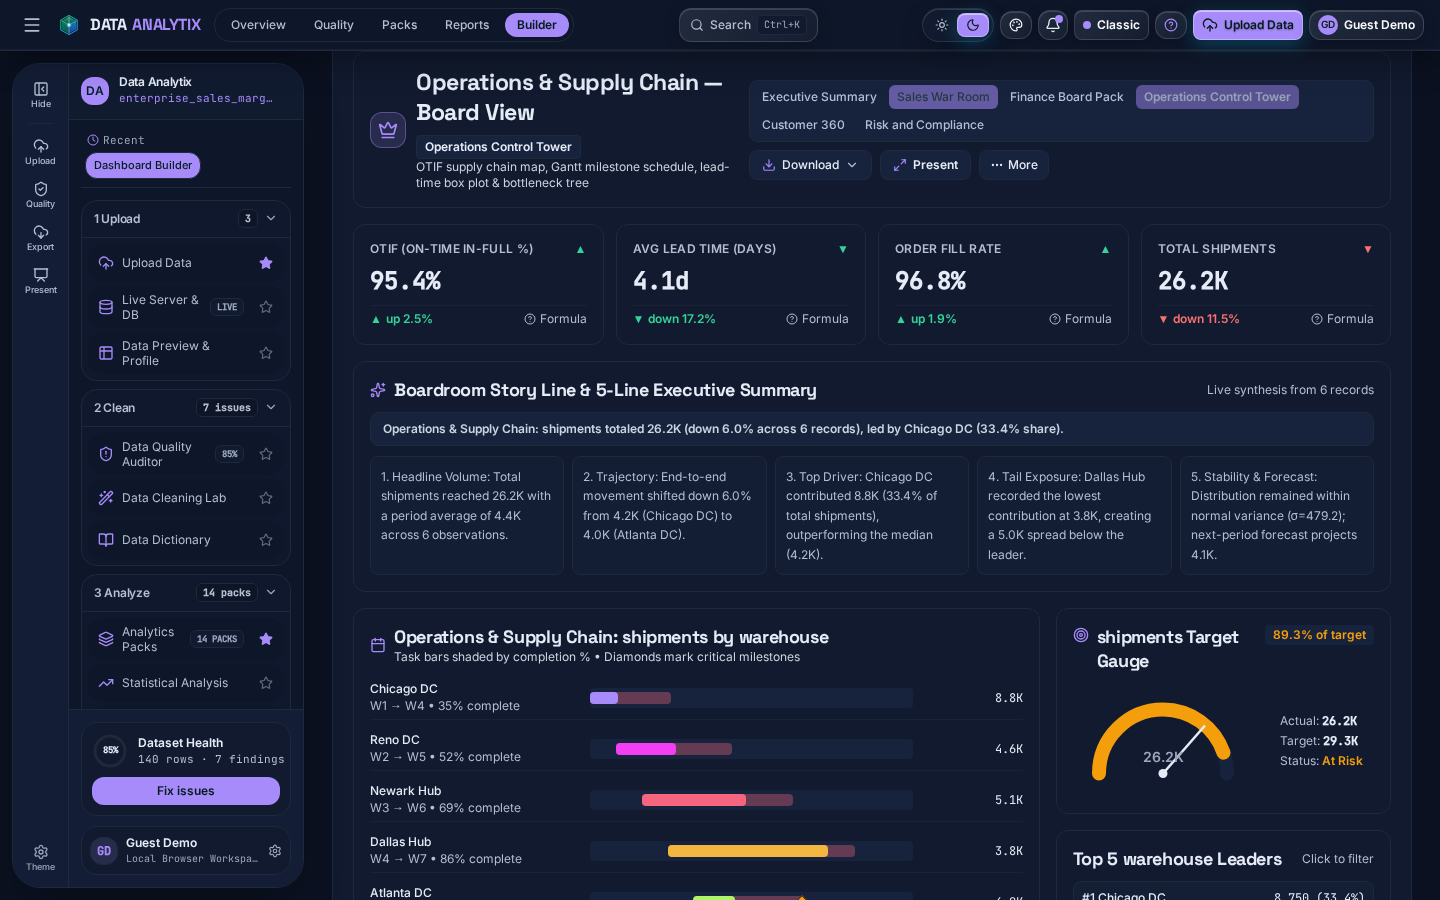 DATA ANALYTIX
Overview
Quality
Packs
Reports
Builder
Search Ctrl+K
Classic
Upload Data
GD Guest Demo
Hide
Upload
Quality
Export
Present
Theme
DA
Data Analytix
enterprise_sales_marg…
Recent
Dashboard Builder
1 Upload 3
Upload Data
Live Server &
DB
LIVE
Data Preview &
Profile
2 Clean 7 issues
Data Quality
Auditor
85%
Data Cleaning Lab
Data Dictionary
3 Analyze 14 packs
Analytics
Packs
14 PACKS
Statistical Analysis
85%
Dataset Health
140 rows · 7 findings
Fix issues
GD
Guest Demo
Local Browser Workspa…
Operations & Supply Chain —
Board View
Operations Control Tower
OTIF supply chain map, Gantt milestone schedule, lead-
time box plot & bottleneck tree
Executive Summary
Sales War Room
Finance Board Pack
Operations Control Tower
Customer 360
Risk and Compliance
Download
Present
··· More
OTIF (ON-TIME IN-FULL %) ▲
95.4%
▲ up 2.5% Formula
AVG LEAD TIME (DAYS) ▼
4.1d
▼ down 17.2% Formula
ORDER FILL RATE ▲
96.8%
▲ up 1.9% Formula
TOTAL SHIPMENTS ▼
26.2K
▼ down 11.5% Formula
Boardroom Story Line & 5-Line Executive Summary
Live synthesis from 6 records
Operations & Supply Chain: shipments totaled 26.2K (down 6.0% across 6 records), led by Chicago DC (33.4% share).
1. Headline Volume: Total
shipments reached 26.2K with
a period average of 4.4K
across 6 observations.
2. Trajectory: End-to-end
movement shifted down 6.0%
from 4.2K (Chicago DC) to
4.0K (Atlanta DC).
3. Top Driver: Chicago DC
contributed 8.8K (33.4% of
total shipments),
outperforming the median
(4.2K).
4. Tail Exposure: Dallas Hub
recorded the lowest
contribution at 3.8K, creating
a 5.0K spread below the
leader.
5. Stability & Forecast:
Distribution remained within
normal variance (σ=479.2);
next-period forecast projects
4.1K.
Operations & Supply Chain: shipments by warehouse
Task bars shaded by completion % • Diamonds mark critical milestones
Chicago DC
W1 → W4 • 35% complete
8.8K
Reno DC
W2 → W5 • 52% complete
4.6K
Newark Hub
W3 → W6 • 69% complete
5.1K
Dallas Hub
W4 → W7 • 86% complete
3.8K
Atlanta DC
shipments Target
Gauge
89.3% of target
26.2K
Actual: 26.2K
Target: 29.3K
Status: At Risk
Top 5 warehouse Leaders
Click to filter
#1 Chicago DC 8,750 (33.4%)